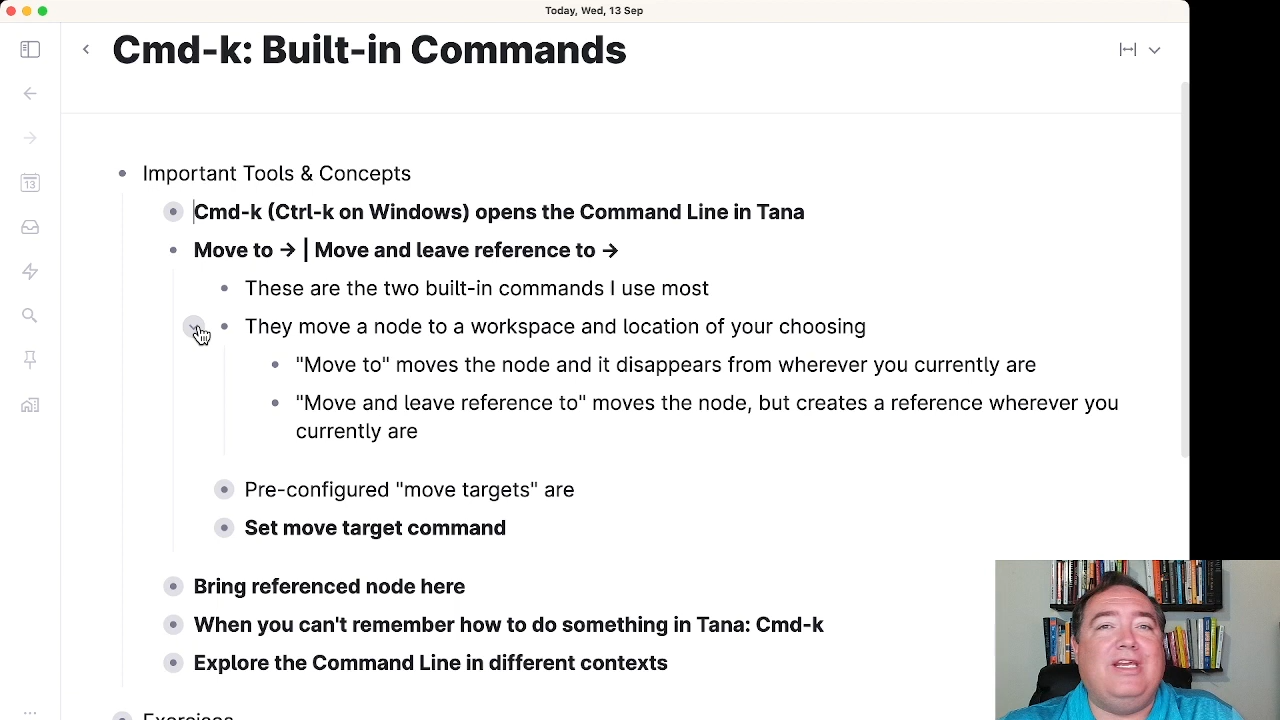 Today, Wed, 13 Sep
Cmd-k: Built-in Commands
13
Important Tools & Concepts
Cmd-k (Ctrl-k on Windows) opens the Command Line in Tana
Move to → | Move and leave reference to →
These are the two built-in commands I use most
They move a node to a workspace and location of your choosing
"Move to" moves the node and it disappears from wherever you currently are
"Move and leave reference to" moves the node, but creates a reference wherever you
currently are
Pre-configured "move targets" are
Set move target command
Bring referenced node here
When you can't remember how to do something in Tana: Cmd-k
Explore the Command Line in different contexts
Exercises